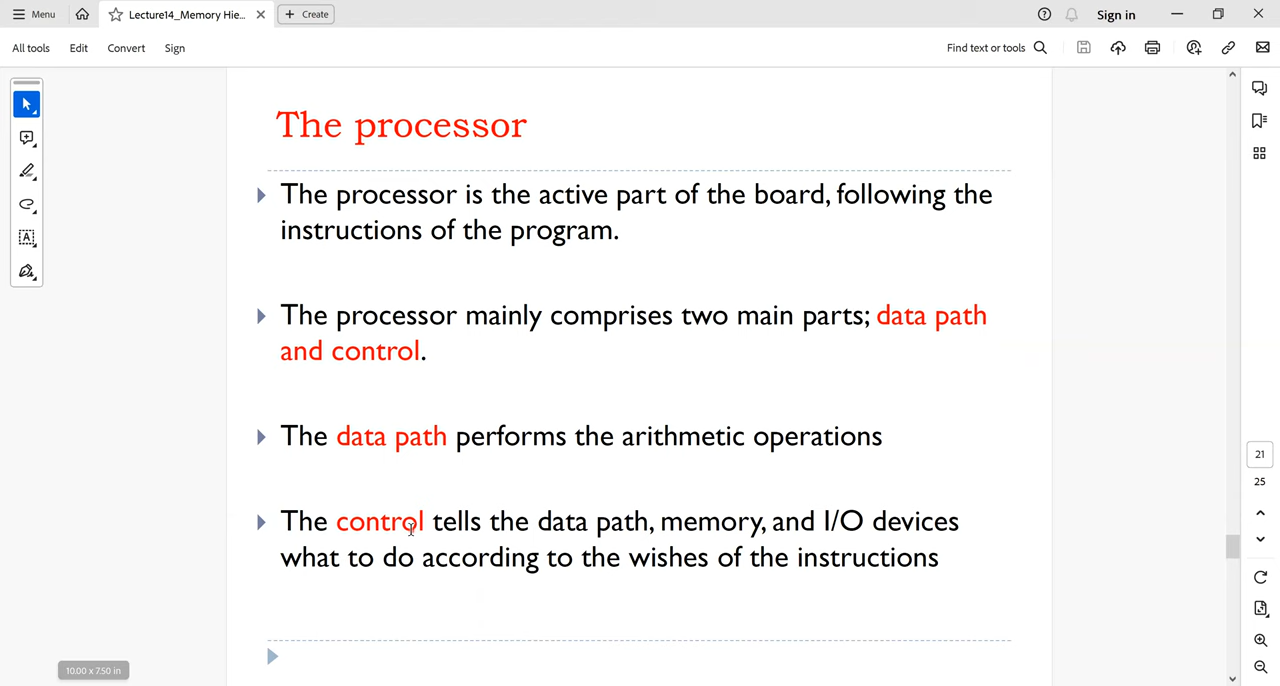 Menu
Lecture14_Memory Hie...
Create
Sign in
All tools
Edit
Convert
Sign
Find text or tools
The processor
The processor is the active part of the board, following the
instructions of the program.
The processor mainly comprises two main parts; data path
and control.
The data path performs the arithmetic operations
The control tells the data path, memory, and I/O devices
what to do according to the wishes of the instructions
21
25
10.00 x 7.50 in